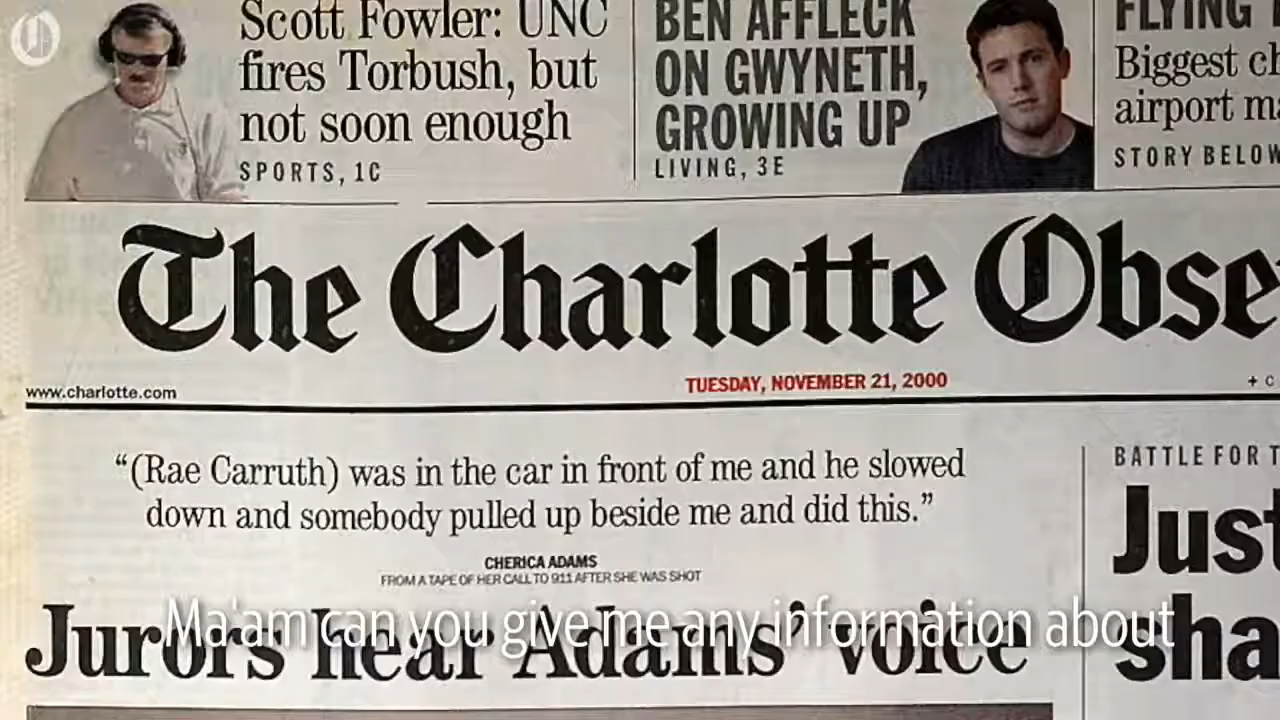 Scott Fowler: UNC
fires Torbush, but
not soon enough
SPORTS, 1C
BEN AFFLECK
ON GWYNETH,
GROWING UP
LIVING, 3E
FLYING
Biggest
airport
STORY BELOW
The Charlotte Obse
www.charlotte.com
TUESDAY, NOVEMBER 21, 2000
“(Rae Carruth) was in the car in front of me and he slowed
down and somebody pulled up beside me and did this.”
CHERICA ADAMS
FROM A TAPE OF HER CALL TO 911 AFTER SHE WAS SHOT
Jurors hear Adams’ voice
BATTLE FOR
Just
sha
Ma'am can you give me any information about